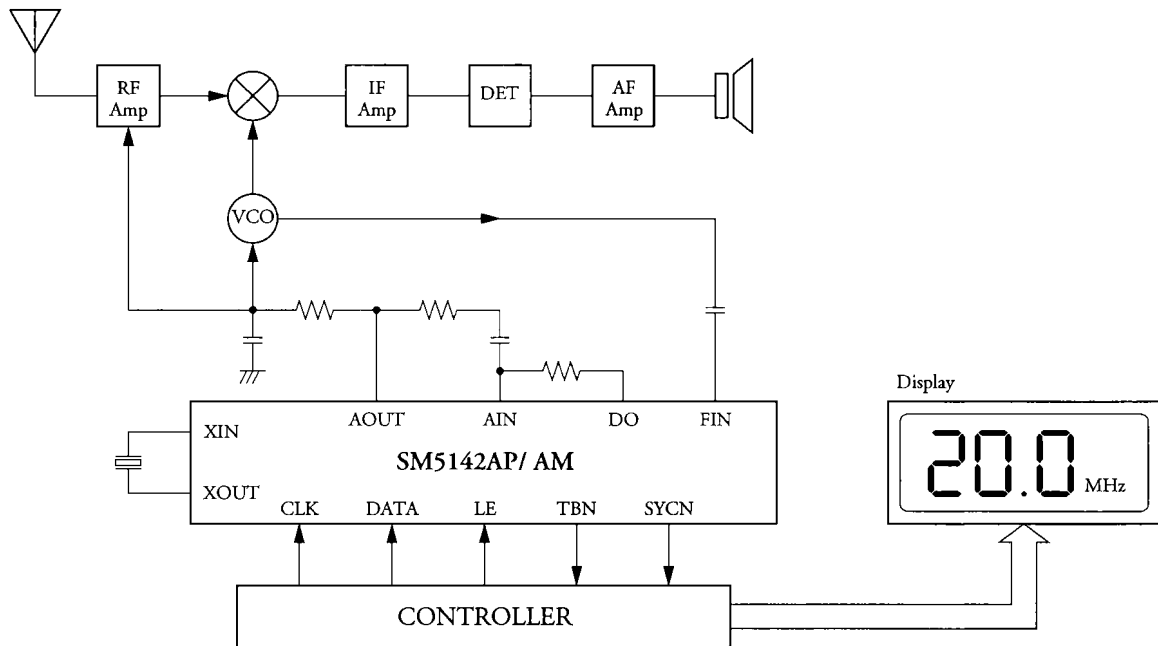 RF
Amp
IF
Amp
DET
AF
Amp
VCO
Display
AOUT
AIN
DO
FIN
XIN
SM5142AP/ AM
XOUT
20.0 MHz
CLK
DATA
LE
TBN
SYCN
CONTROLLER